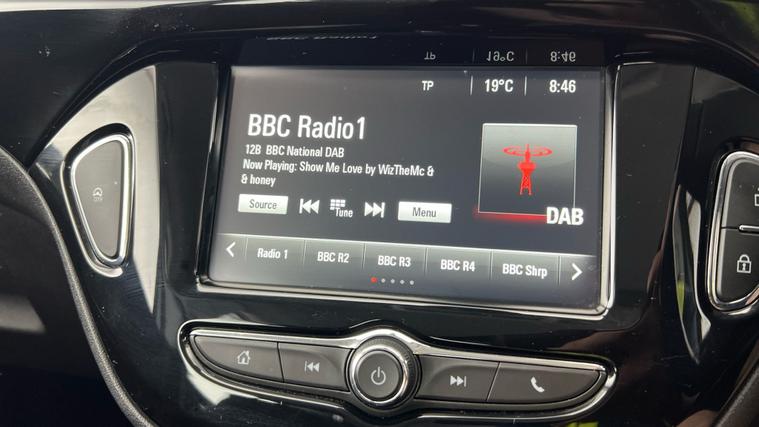 TP 19°C 8:46
BBC Radio1
12B BBC National DAB
Now Playing: Show Me Love by WizTheMc &
& honey
Source Tune Menu
DAB
Radio 1 BBC R2 BBC R3 BBC R4 BBC Shrp
OFF